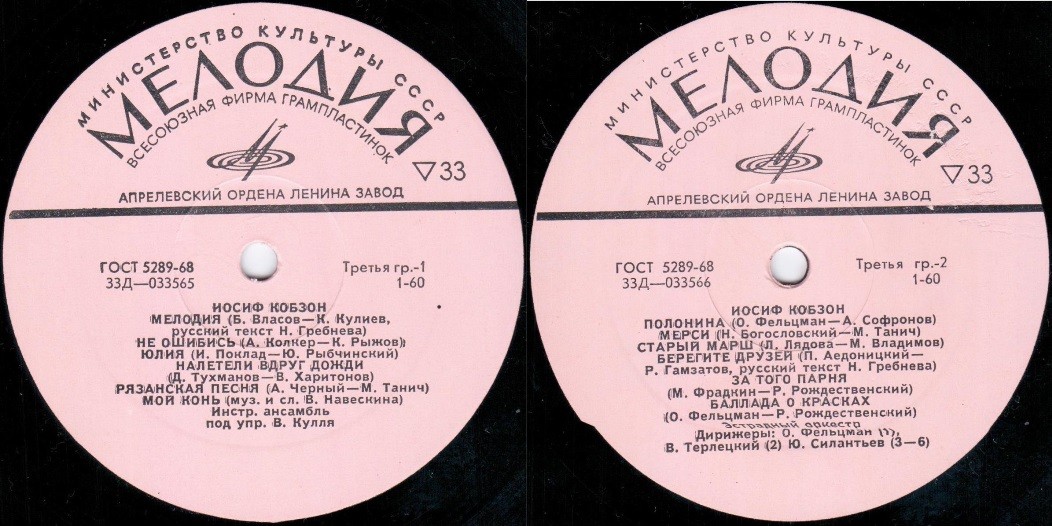 МИНИСТЕРСТВО КУЛЬТУРЫ СССР
МЕЛОДИЯ
ВСЕСОЮЗНАЯ ФИРМА ГРАМПЛАСТИНОК
▽33
АПРЕЛЕВСКИЙ ОРДЕНА ЛЕНИНА ЗАВОД
ГОСТ 5289-68 Третья гр.-1
33Д—033565 1-60
ИОСИФ КОБЗОН
МЕЛОДИЯ (Б. Власов—К. Кулиев,
русский текст Н. Гребнева)
НЕ ОШИБИСЬ (А. Колкер—К. Рыжов)
ЮЛИЯ (И. Поклад—Ю. Рыбчинский)
НАЛЕТЕЛИ ВДРУГ ДОЖДИ
(Д. Тухманов—В. Харитонов)
РЯЗАНСКАЯ ПЕСНЯ (А. Черный—М. Танич)
МОЙ КОНЬ (муз. и сл. В. Навескина)
Инстр. ансамбль
под упр. В. Кулля
МИНИСТЕРСТВО КУЛЬТУРЫ СССР
МЕЛОДИЯ
ВСЕСОЮЗНАЯ ФИРМА ГРАМПЛАСТИНОК
▽33
АПРЕЛЕВСКИЙ ОРДЕНА ЛЕНИНА ЗАВОД
ГОСТ 5289-68 Третья гр.-2
33Д—033566 1-60
ИОСИФ КОБЗОН
ПОЛОНИНА (О. Фельцман—А. Софронов)
МЕРСИ (Н. Богословский—М. Танич)
СТАРЫЙ МАРШ (Л. Лядова—М. Владимов)
БЕРЕГИТЕ ДРУЗЕЙ (П. Аедоницкий—
Р. Гамзатов, русский текст Н. Гребнева)
ЗА ТОГО ПАРНЯ
(М. Фрадкин—Р. Рождественский)
БАЛЛАДА О КРАСКАХ
(О. Фельцман—Р. Рождественский)
Эстрадный оркестр
Дирижеры: О. Фельцман (1),
В. Терлецкий (2) Ю. Силантьев (3—6)